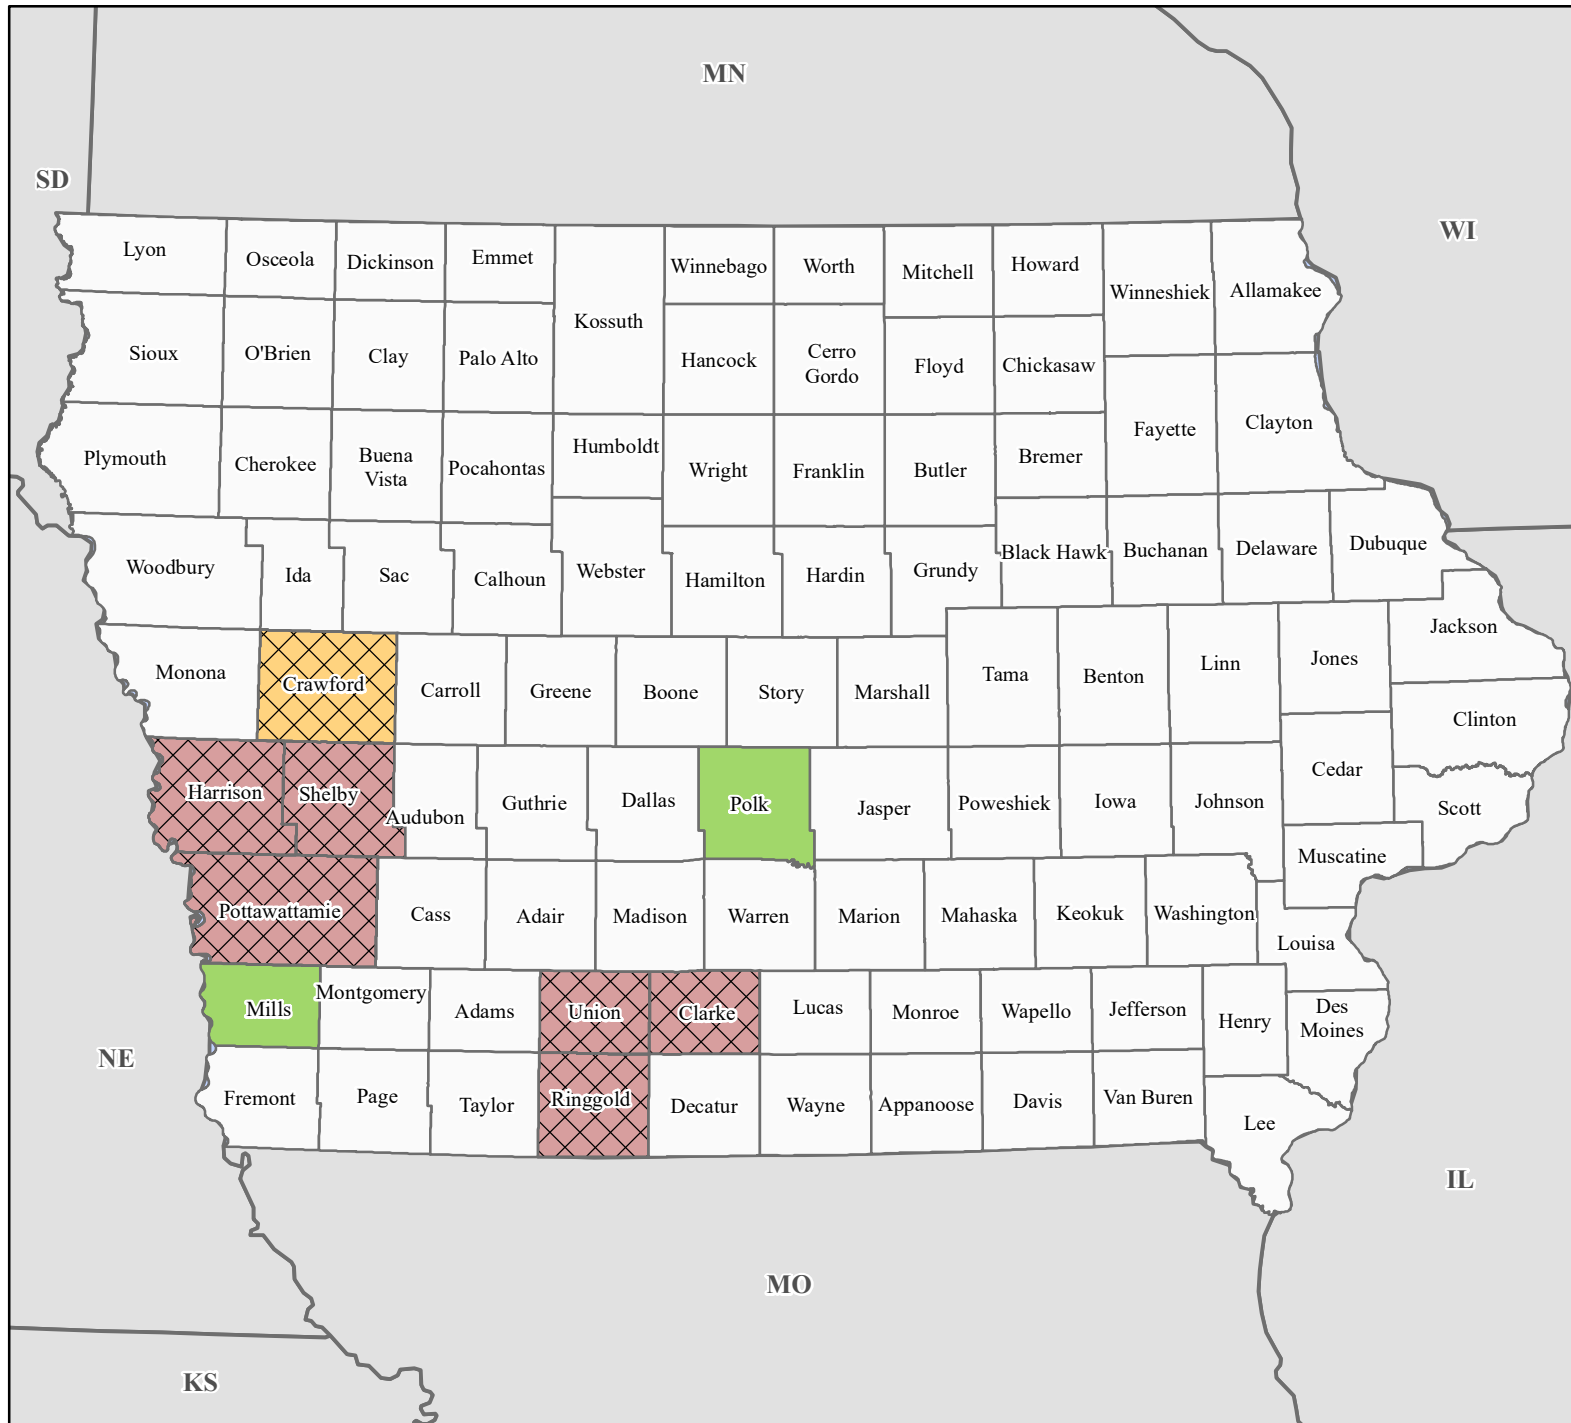 MN
SD
WI
Lyon
Osceola
Dickinson
Emmet
Winnebago
Worth
Mitchell
Howard
Winneshiek
Allamakee
Kossuth
Sioux
O'Brien
Clay
Palo Alto
Hancock
Cerro
Gordo
Floyd
Chickasaw
Plymouth
Cherokee
Buena
Vista
Pocahontas
Humboldt
Wright
Franklin
Butler
Bremer
Fayette
Clayton
Woodbury
Ida
Sac
Calhoun
Webster
Hamilton
Hardin
Grundy
Black Hawk
Buchanan
Delaware
Dubuque
Monona
Crawford
Carroll
Greene
Boone
Story
Marshall
Tama
Benton
Linn
Jones
Jackson
Clinton
Harrison
Shelby
Audubon
Guthrie
Dallas
Polk
Jasper
Poweshiek
Iowa
Johnson
Cedar
Scott
Muscatine
Pottawattamie
Cass
Adair
Madison
Warren
Marion
Mahaska
Keokuk
Washington
Louisa
Mills
Montgomery
Adams
Union
Clarke
Lucas
Monroe
Wapello
Jefferson
Henry
Des
Moines
NE
Fremont
Page
Taylor
Ringgold
Decatur
Wayne
Appanoose
Davis
Van Buren
Lee
IL
MO
KS